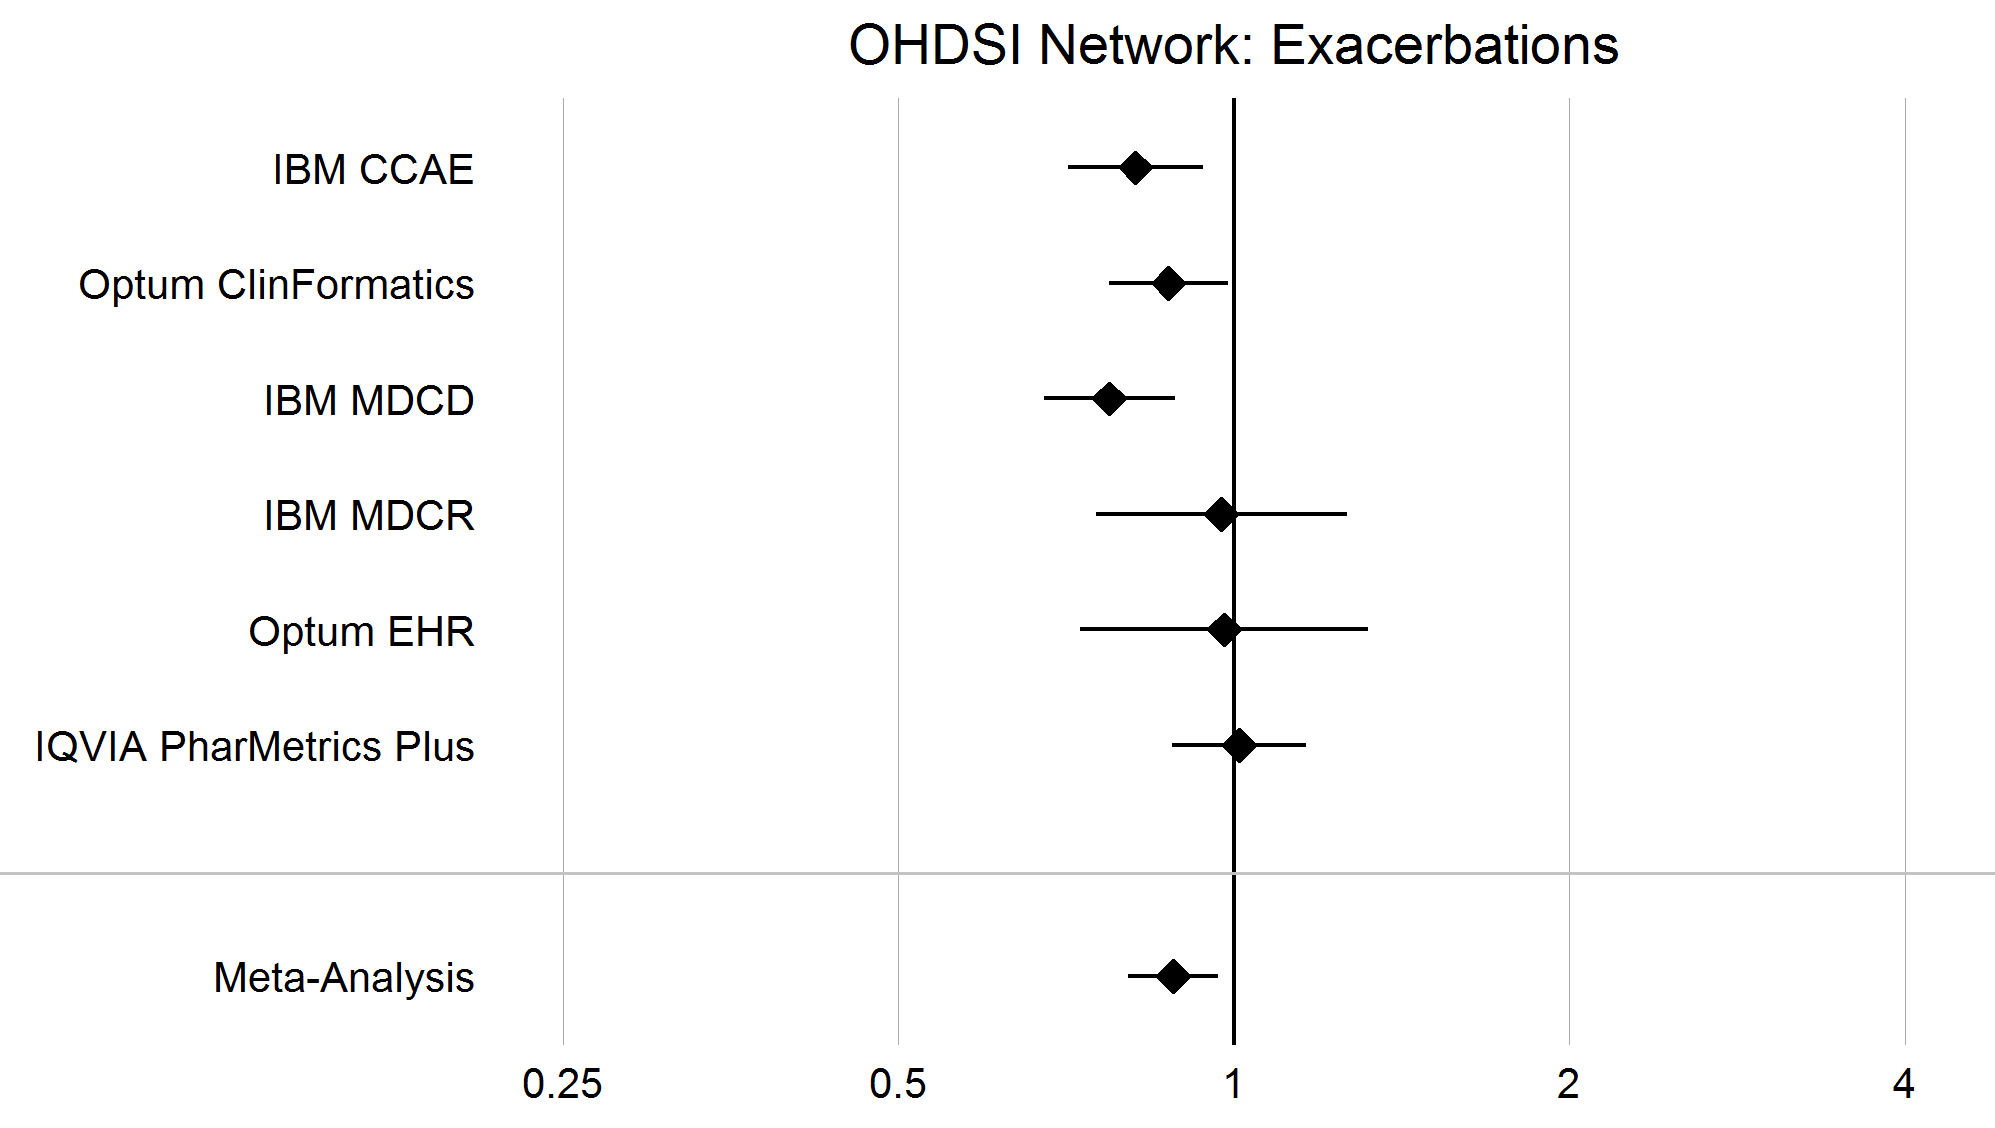 OHDSI Network: Exacerbations
IBM CCAE
Optum ClinFormatics
IBM MDCD
IBM MDCR
Optum EHR
IQVIA PharMetrics Plus
Meta-Analysis
0.25 0.5 1 2 4